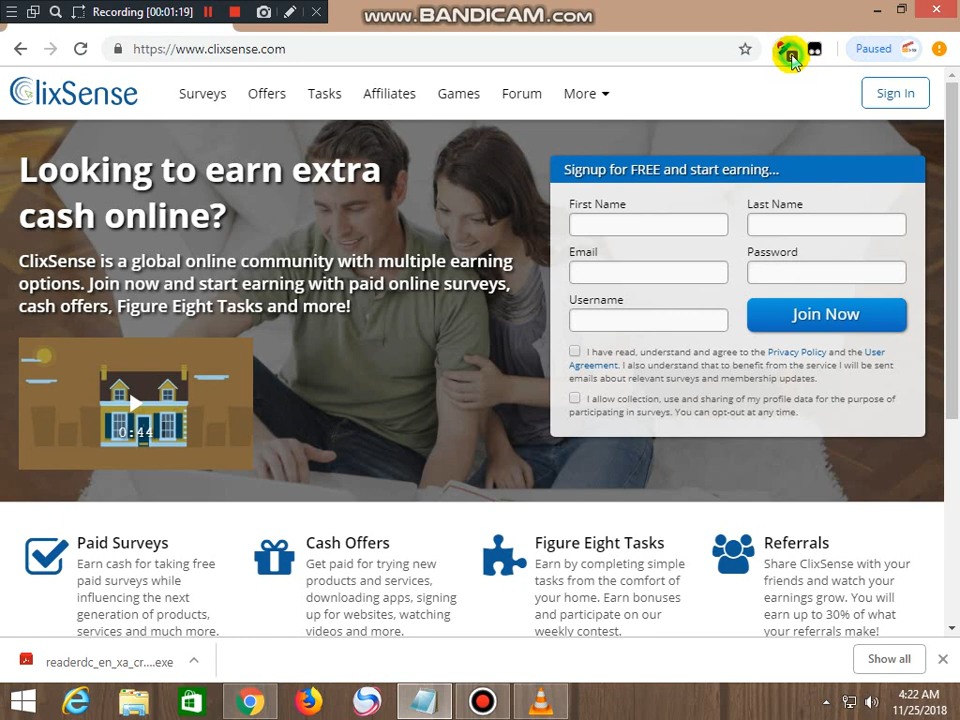 Recording [00:01:19]
www.BANDICAM.com
https://www.clixsense.com
Paused
ClixSense
Surveys
Offers
Tasks
Affiliates
Games
Forum
More
Sign In
Looking to earn extra
cash online?
ClixSense is a global online community with multiple earning
options. Join now and start earning with paid online surveys,
cash offers, Figure Eight Tasks and more!
0:44
Signup for FREE and start earning...
First Name
Last Name
Email
Password
Username
Join Now
I have read, understand and agree to the Privacy Policy and the User
Agreement. I also understand that to benefit from the service I will be sent
emails about relevant surveys and membership updates.
I allow collection, use and sharing of my profile data for the purpose of
participating in surveys. You can opt-out at any time.
Paid Surveys
Earn cash for taking free
paid surveys while
influencing the next
generation of products,
services and much more.
Cash Offers
Get paid for trying new
products and services,
downloading apps, signing
up for websites, watching
videos and more.
Figure Eight Tasks
Earn by completing simple
tasks from the comfort of
your home. Earn bonuses
and participate on our
weekly contest.
Referrals
Share ClixSense with your
friends and watch your
earnings grow. You will
earn up to 30% of what
your referrals make!
readerdc_en_xa_cr....exe
Show all
4:22 AM
11/25/2018